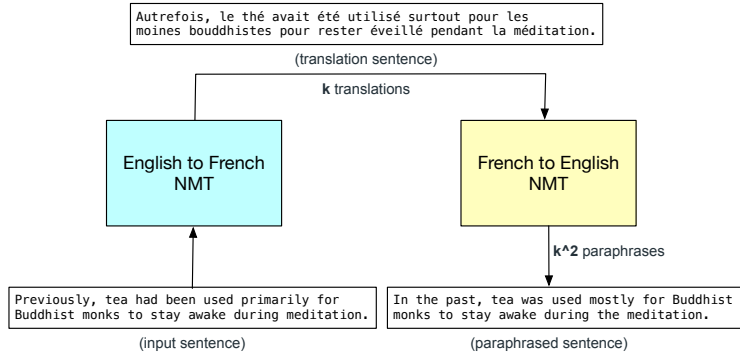 Autrefois, le thé avait été utilisé surtout pour les
moines bouddhistes pour rester éveillé pendant la méditation.
(translation sentence)
k translations
English to French
NMT
French to English
NMT
k^2 paraphrases
Previously, tea had been used primarily for
Buddhist monks to stay awake during meditation.
(input sentence)
In the past, tea was used mostly for Buddhist
monks to stay awake during the meditation.
(paraphrased sentence)